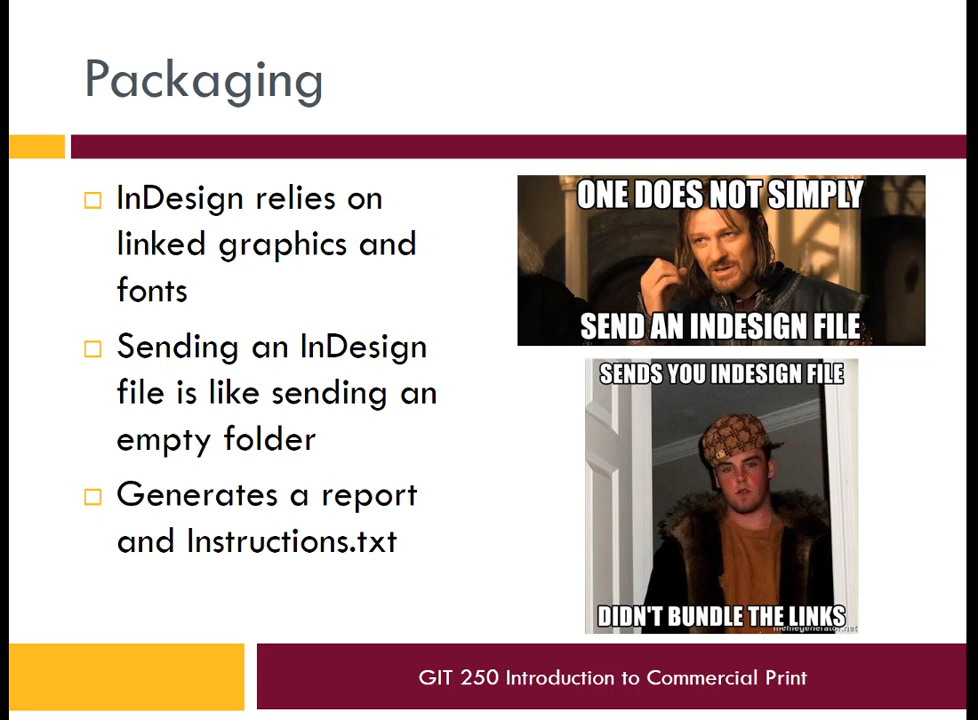 Packaging
InDesign relies on
linked graphics and
fonts
Sending an InDesign
file is like sending an
empty folder
Generates a report
and Instructions.txt
ONE DOES NOT SIMPLY
SEND AN INDESIGN FILE
SENDS YOU INDESIGN FILE
DIDN'T BUNDLE THE LINKS
memegenerator.net
GIT 250 Introduction to Commercial Print